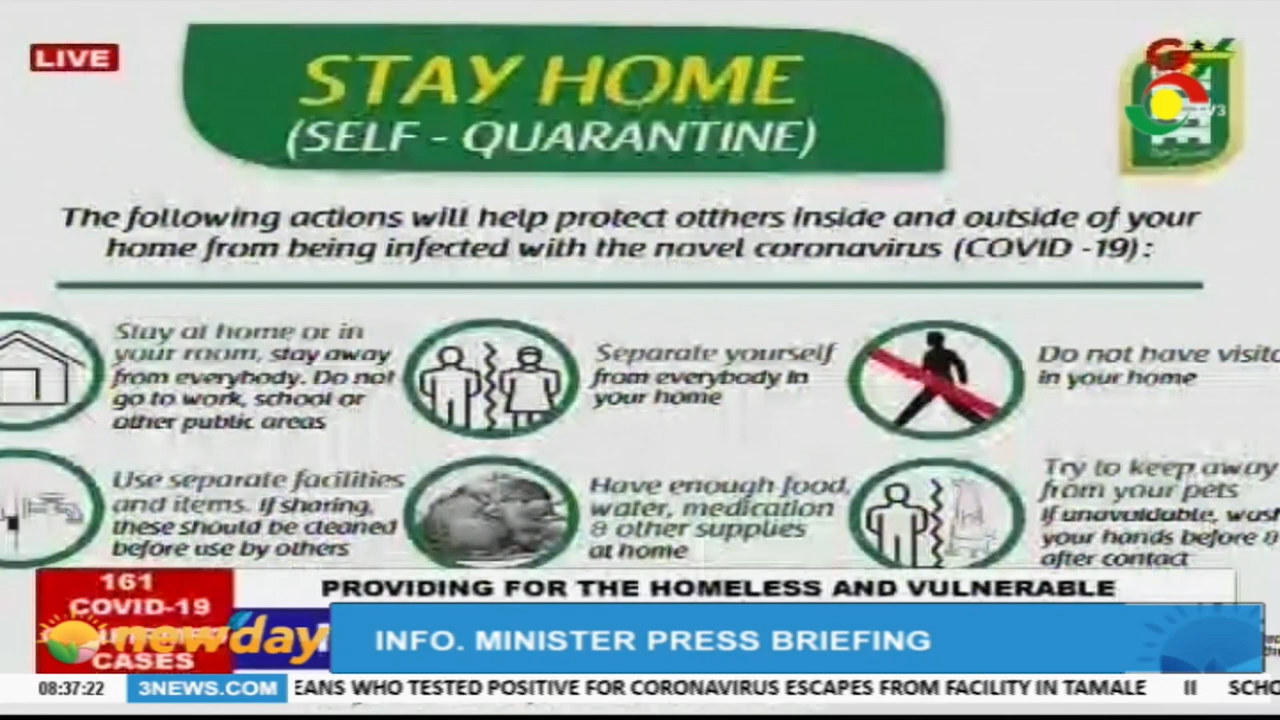 LIVE
STAY HOME
(SELF - QUARANTINE)
The following actions will help protect otthers inside and outside of your
home from being infected with the novel coronavirus (COVID -19) :
Stay at home or in
your room, stay away
from everybody. Do not
go to work, school or
other public areas
Separate yourself
from everybody in
your home
Do not have visito
in your home
Use separate facilities
and items. If sharing,
these should be cleaned
before use by others
Have enough food,
water, medication
& other supplies
at home
Try to keep away
from your pets
If unavoidable, wash
your hands before &
after contact
161
COVID-19
CASES
PROVIDING FOR THE HOMELESS AND VULNERABLE
newday
INFO. MINISTER PRESS BRIEFING
08:37:22
3NEWS.COM
EANS WHO TESTED POSITIVE FOR CORONAVIRUS ESCAPES FROM FACILITY IN TAMALE II SCHO